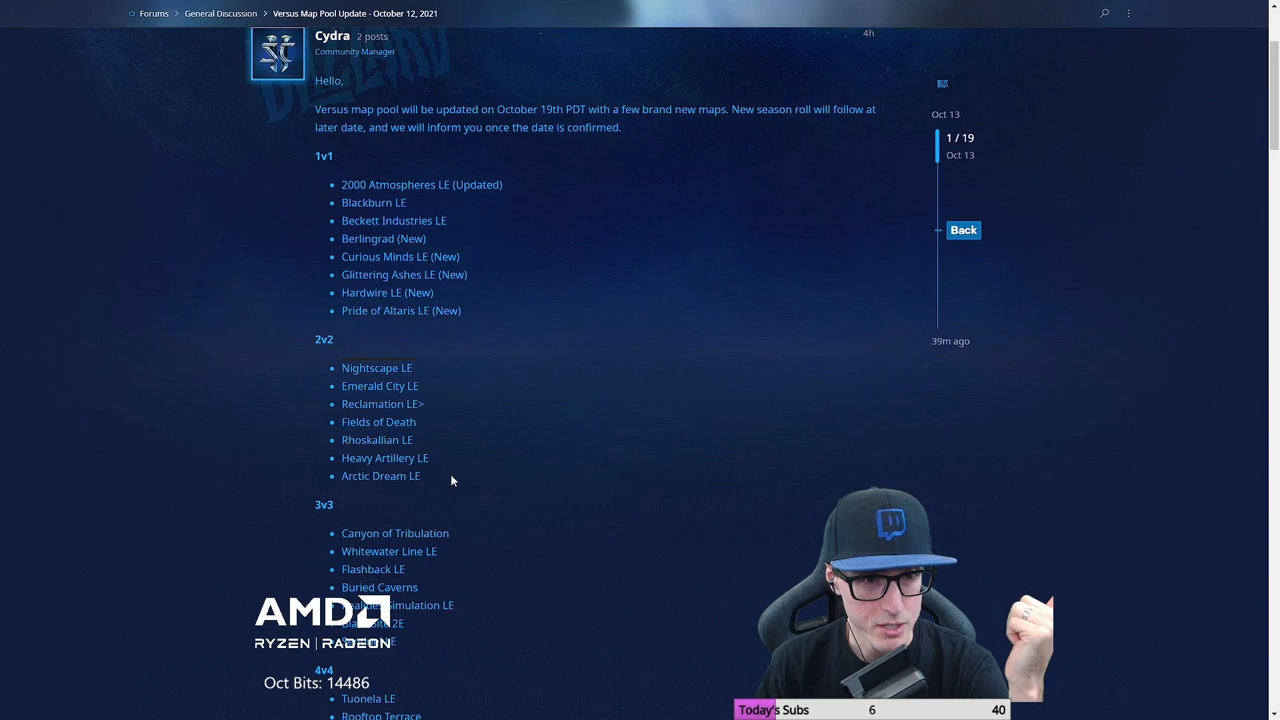 Forums > General Discussion > Versus Map Pool Update - October 12, 2021
Cydra 2 posts 4h
Community Manager
Hello,
Versus map pool will be updated on October 19th PDT with a few brand new maps. New season roll will follow at
later date, and we will inform you once the date is confirmed.
1v1
• 2000 Atmospheres LE (Updated)
• Blackburn LE
• Beckett Industries LE
• Berlingrad (New)
• Curious Minds LE (New)
• Glittering Ashes LE (New)
• Hardwire LE (New)
• Pride of Altaris LE (New)
2v2
• Nightscape LE
• Emerald City LE
• Reclamation LE>
• Fields of Death
• Rhoskallian LE
• Heavy Artillery LE
• Arctic Dream LE
3v3
• Canyon of Tribulation
• Whitewater Line LE
• Flashback LE
• Buried Caverns
Simulation LE
2E
LE
4v4
• Tuonela LE
Rooftop Terrace
Oct 13
1 / 19
Oct 13
Back
39m ago
AMD
RYZEN | RADEON
Oct Bits: 14486
Today's Subs 6 40